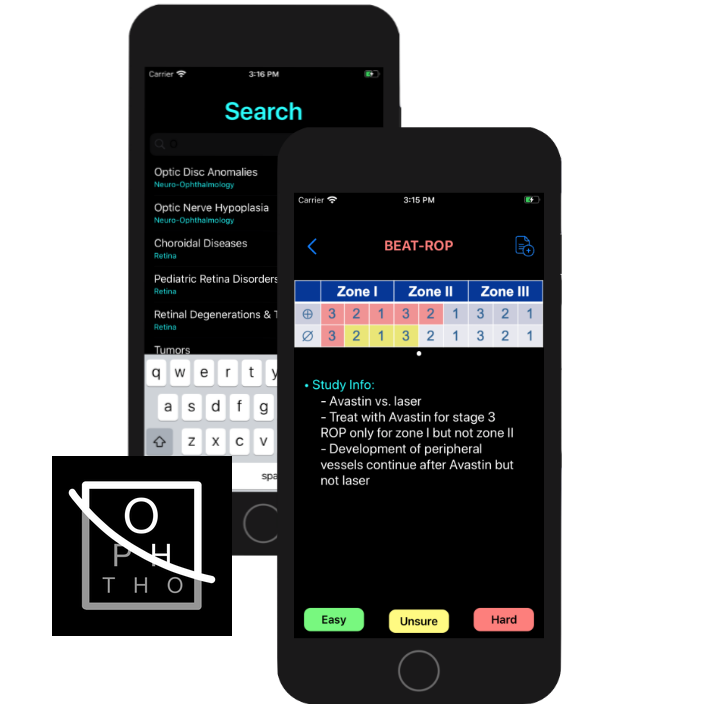 Carrier
3:16 PM
Search
Optic Disc Anomalies
Neuro-Ophthalmology
Optic Nerve Hypoplasia
Neuro-Ophthalmology
Choroidal Diseases
Retina
Pediatric Retina Disorders
Retina
Retinal Degenerations &
Retina
Tumors
q w e r t y
a s d f g
z x c v
spa
Carrier
3:15 PM
BEAT-ROP
Zone I Zone II Zone III
⊕ 3 2 1 3 2 1 3 2 1
∅ 3 2 1 3 2 1 3 2 1
• Study Info:
- Avastin vs. laser
- Treat with Avastin for stage 3
ROP only for zone I but not zone II
- Development of peripheral
vessels continue after Avastin but
not laser
Easy Unsure Hard
O
P H
T H O